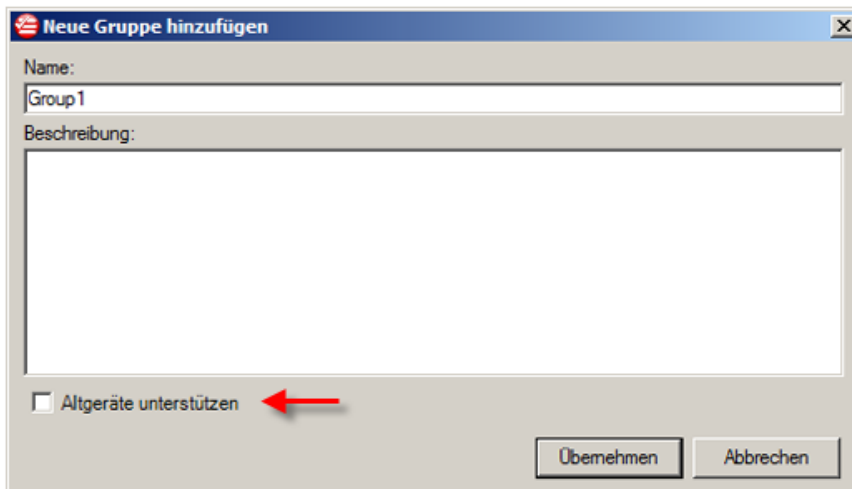 Neue Gruppe hinzufügen
Name:
Group1
Beschreibung:
Altgeräte unterstützen
Übernehmen Abbrechen